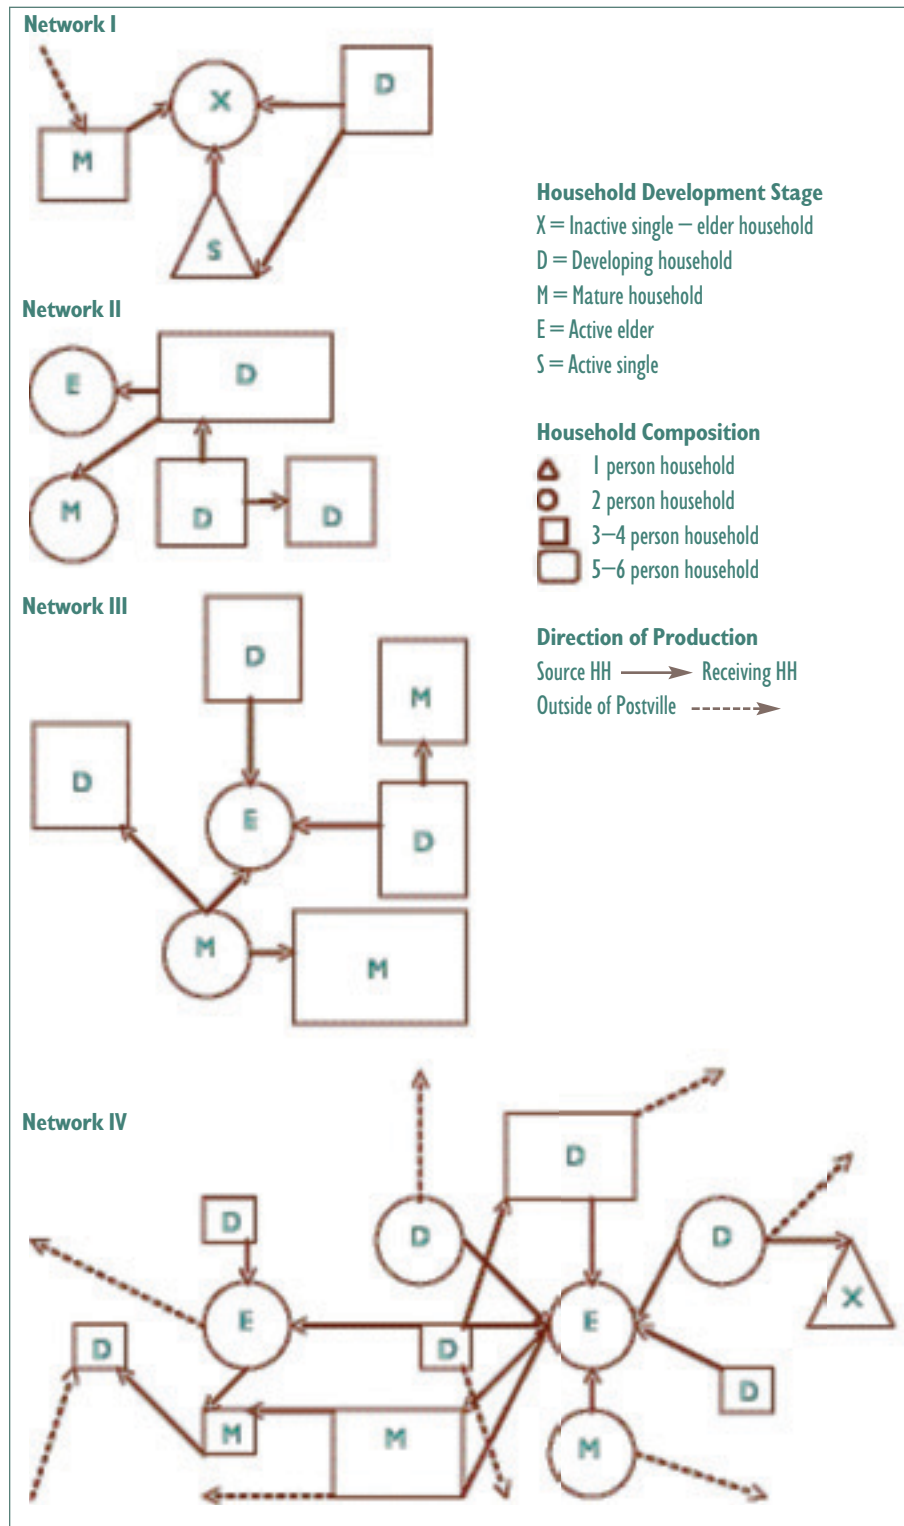 Network I
X
D
M
S
Household Development Stage
X = Inactive single – elder household
D = Developing household
M = Mature household
E = Active elder
S = Active single
Network II
E
D
M
D
D
Household Composition
1 person household
2 person household
3–4 person household
5–6 person household
Network III
D
M
D
E
D
M
M
Direction of Production
Source HH Receiving HH
Outside of Postville
Network IV
D
D
D
D
X
E
E
D
D
D
M
M
M